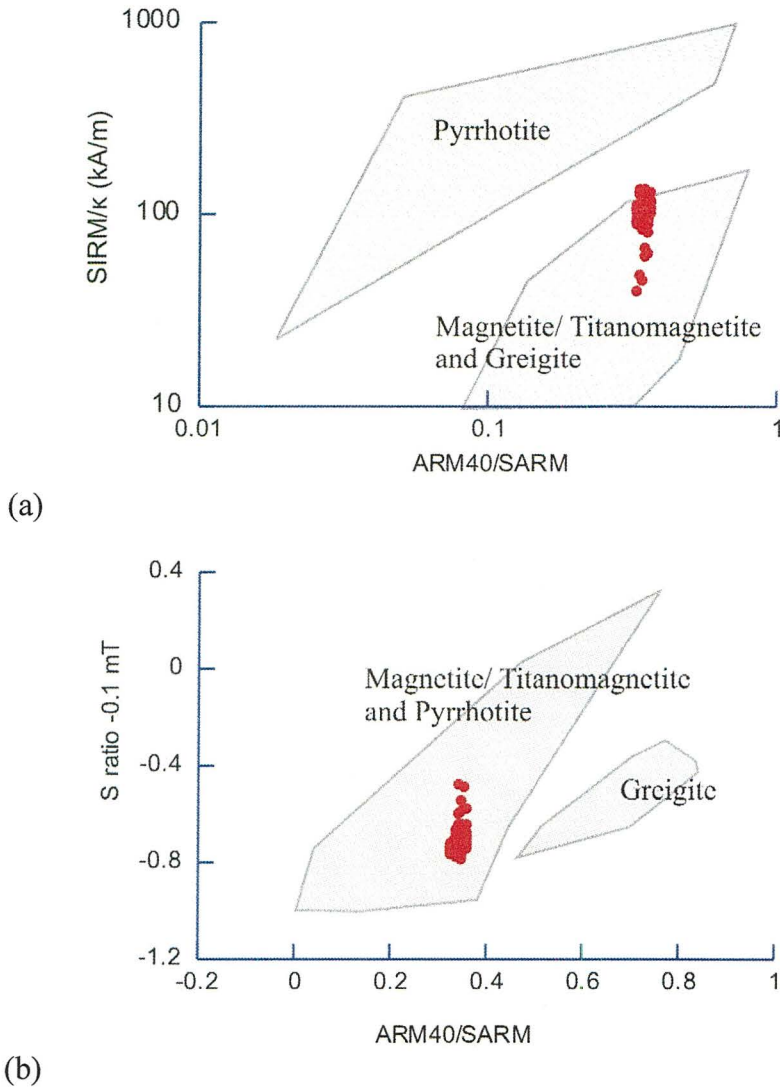 1000
Pyrrhotite
SIRM/κ (kA/m)
100
Magnetite/ Titanomagnetite
and Greigite
10
0.01
0.1
1
ARM40/SARM
(a)
0.4
0
Magnetite/ Titanomagnetite
and Pyrrhotite
S ratio -0.1 mT
-0.4
Greigite
-0.8
-1.2
-0.2
0
0.2
0.4
0.6
0.8
1
ARM40/SARM
(b)